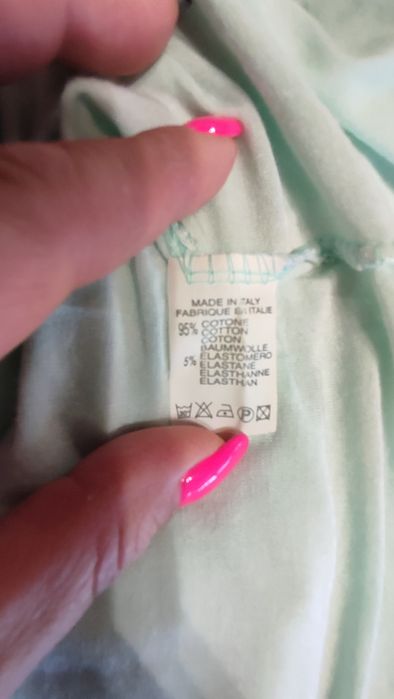 MADE IN ITALY
FABRIQUE EN ITALIE
95% COTONE
COTTON
COTON
BAUMWOLLE
5% ELASTOMERO
ELASTANE
ELASTHANNE
ELASTHAN
P